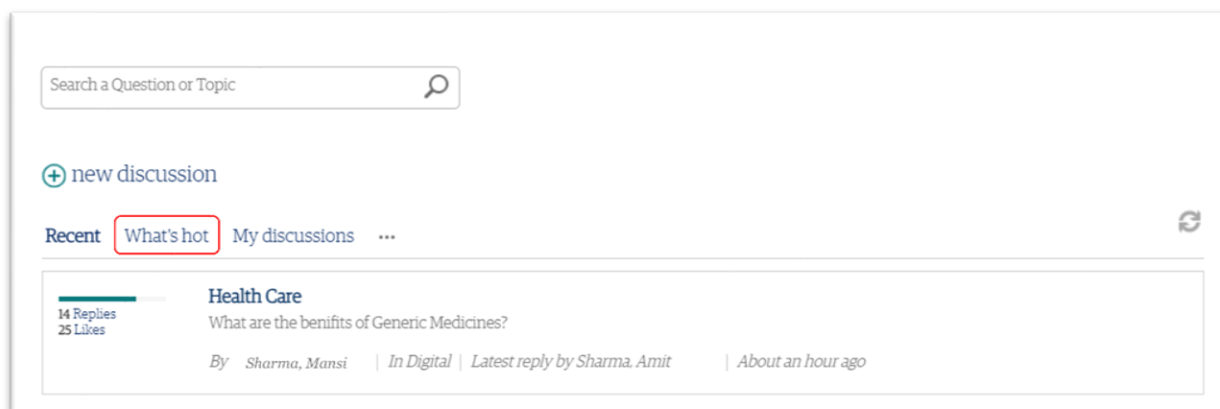 Search a Question or Topic
new discussion
Recent What's hot My discussions ...
Health Care
14 Replies
25 Likes
What are the benifits of Generic Medicines?
By Sharma, Mansi | In Digital | Latest reply by Sharma, Amit | About an hour ago